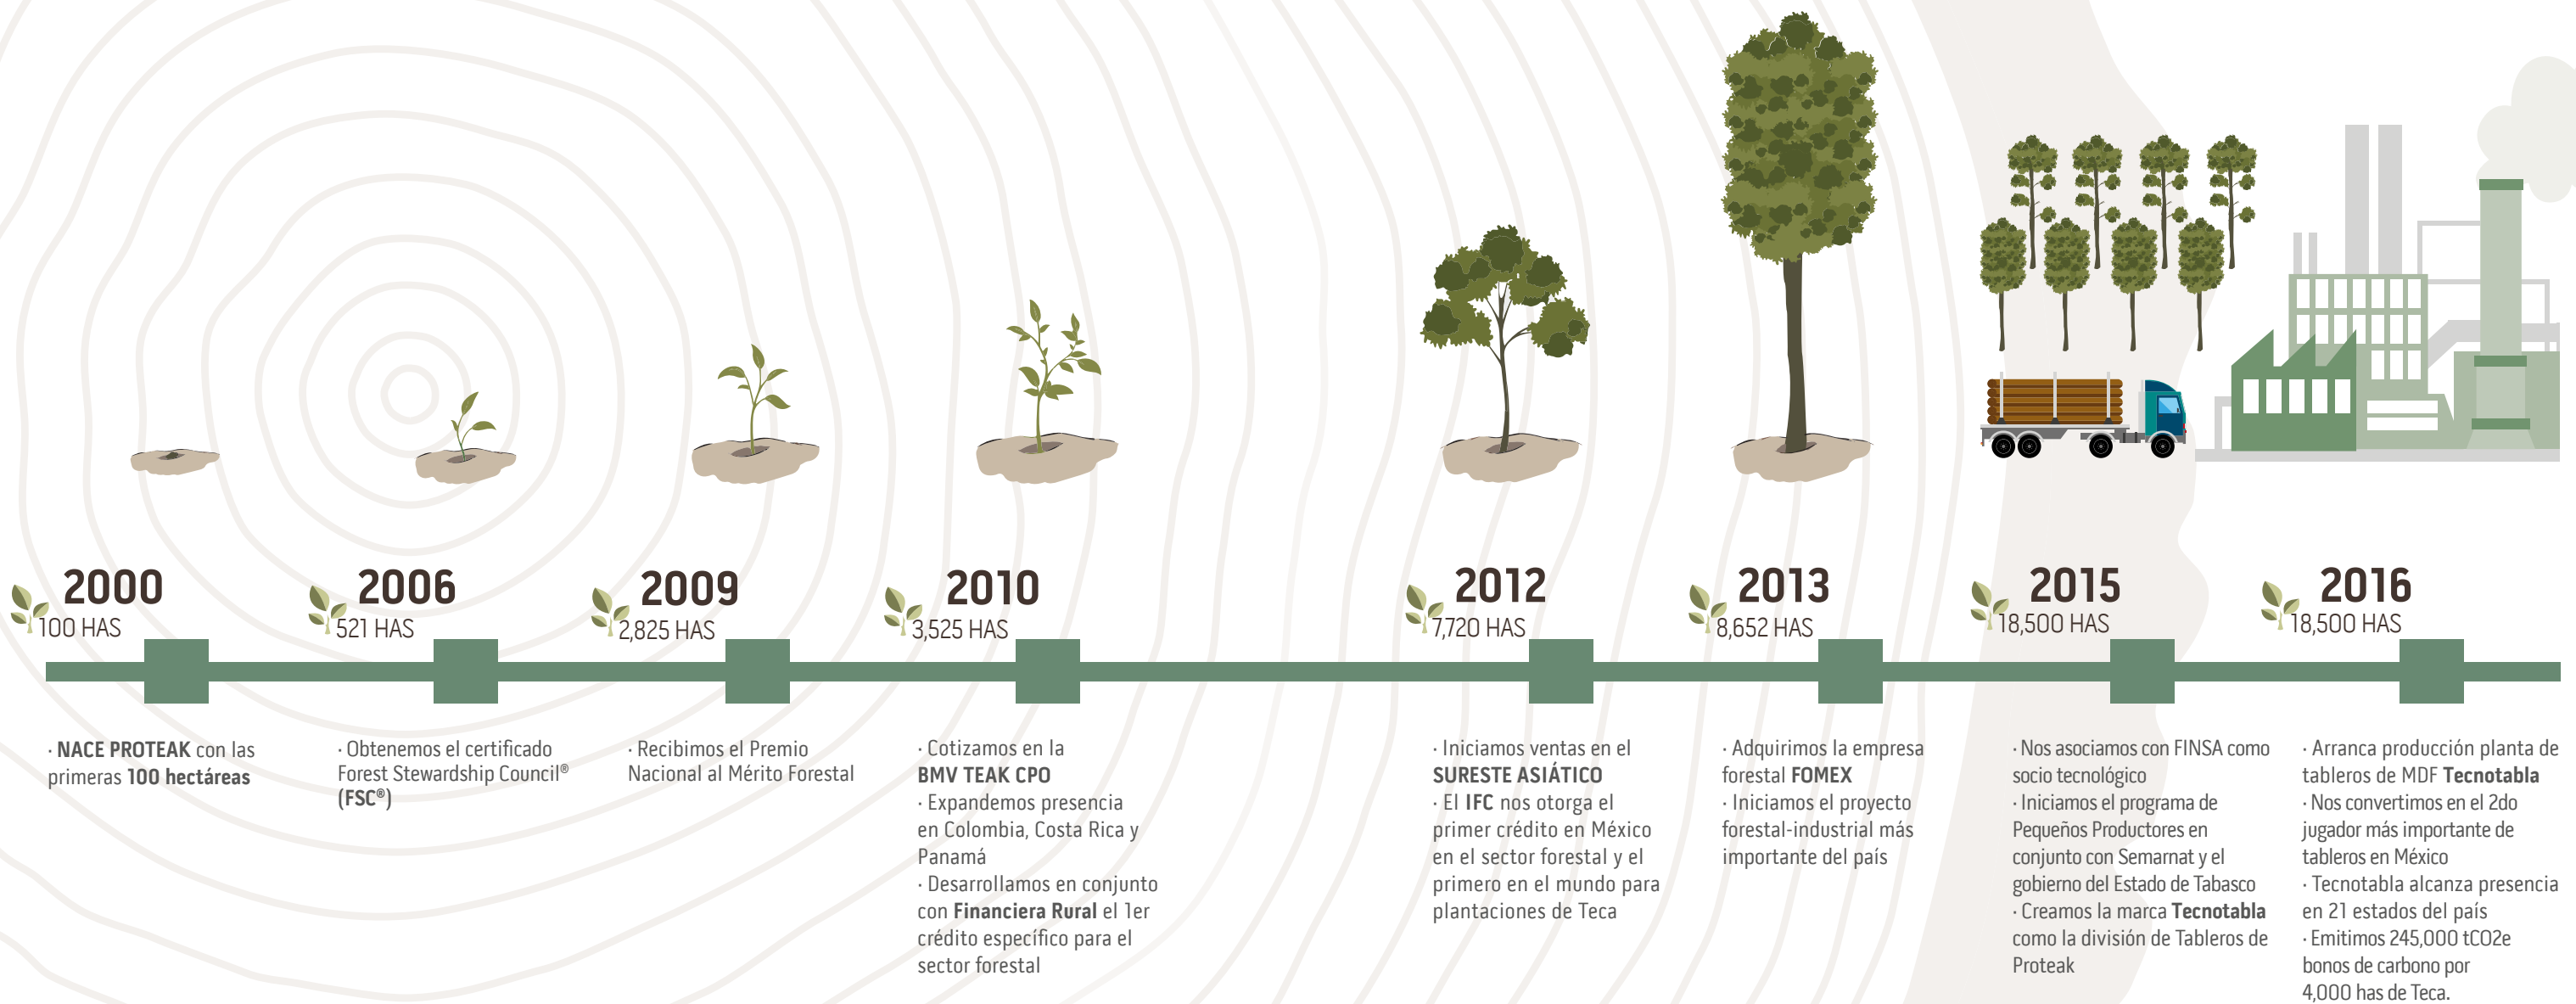 2000
100 HAS
· NACE PROTEAK con las
primeras 100 hectáreas
2006
521 HAS
· Obtenemos el certificado
Forest Stewardship Council®
(FSC®)
2009
2,825 HAS
· Recibimos el Premio
Nacional al Mérito Forestal
2010
3,525 HAS
· Cotizamos en la
BMV TEAK CPO
· Expandemos presencia
en Colombia, Costa Rica y
Panamá
· Desarrollamos en conjunto
con Financiera Rural el 1er
crédito específico para el
sector forestal
2012
7,720 HAS
· Iniciamos ventas en el
SURESTE ASIÁTICO
· El IFC nos otorga el
primer crédito en México
en el sector forestal y el
primero en el mundo para
plantaciones de Teca
2013
8,652 HAS
· Adquirimos la empresa
forestal FOMEX
· Iniciamos el proyecto
forestal-industrial más
importante del país
2015
18,500 HAS
· Nos asociamos con FINSA como
socio tecnológico
· Iniciamos el programa de
Pequeños Productores en
conjunto con Semarnat y el
gobierno del Estado de Tabasco
· Creamos la marca Tecnotabla
como la división de Tableros de
Proteak
2016
18,500 HAS
· Arranca producción planta de
tableros de MDF Tecnotabla
· Nos convertimos en el 2do
jugador más importante de
tableros en México
· Tecnotabla alcanza presencia
en 21 estados del país
· Emitimos 245,000 tCO2e
bonos de carbono por
4,000 has de Teca.